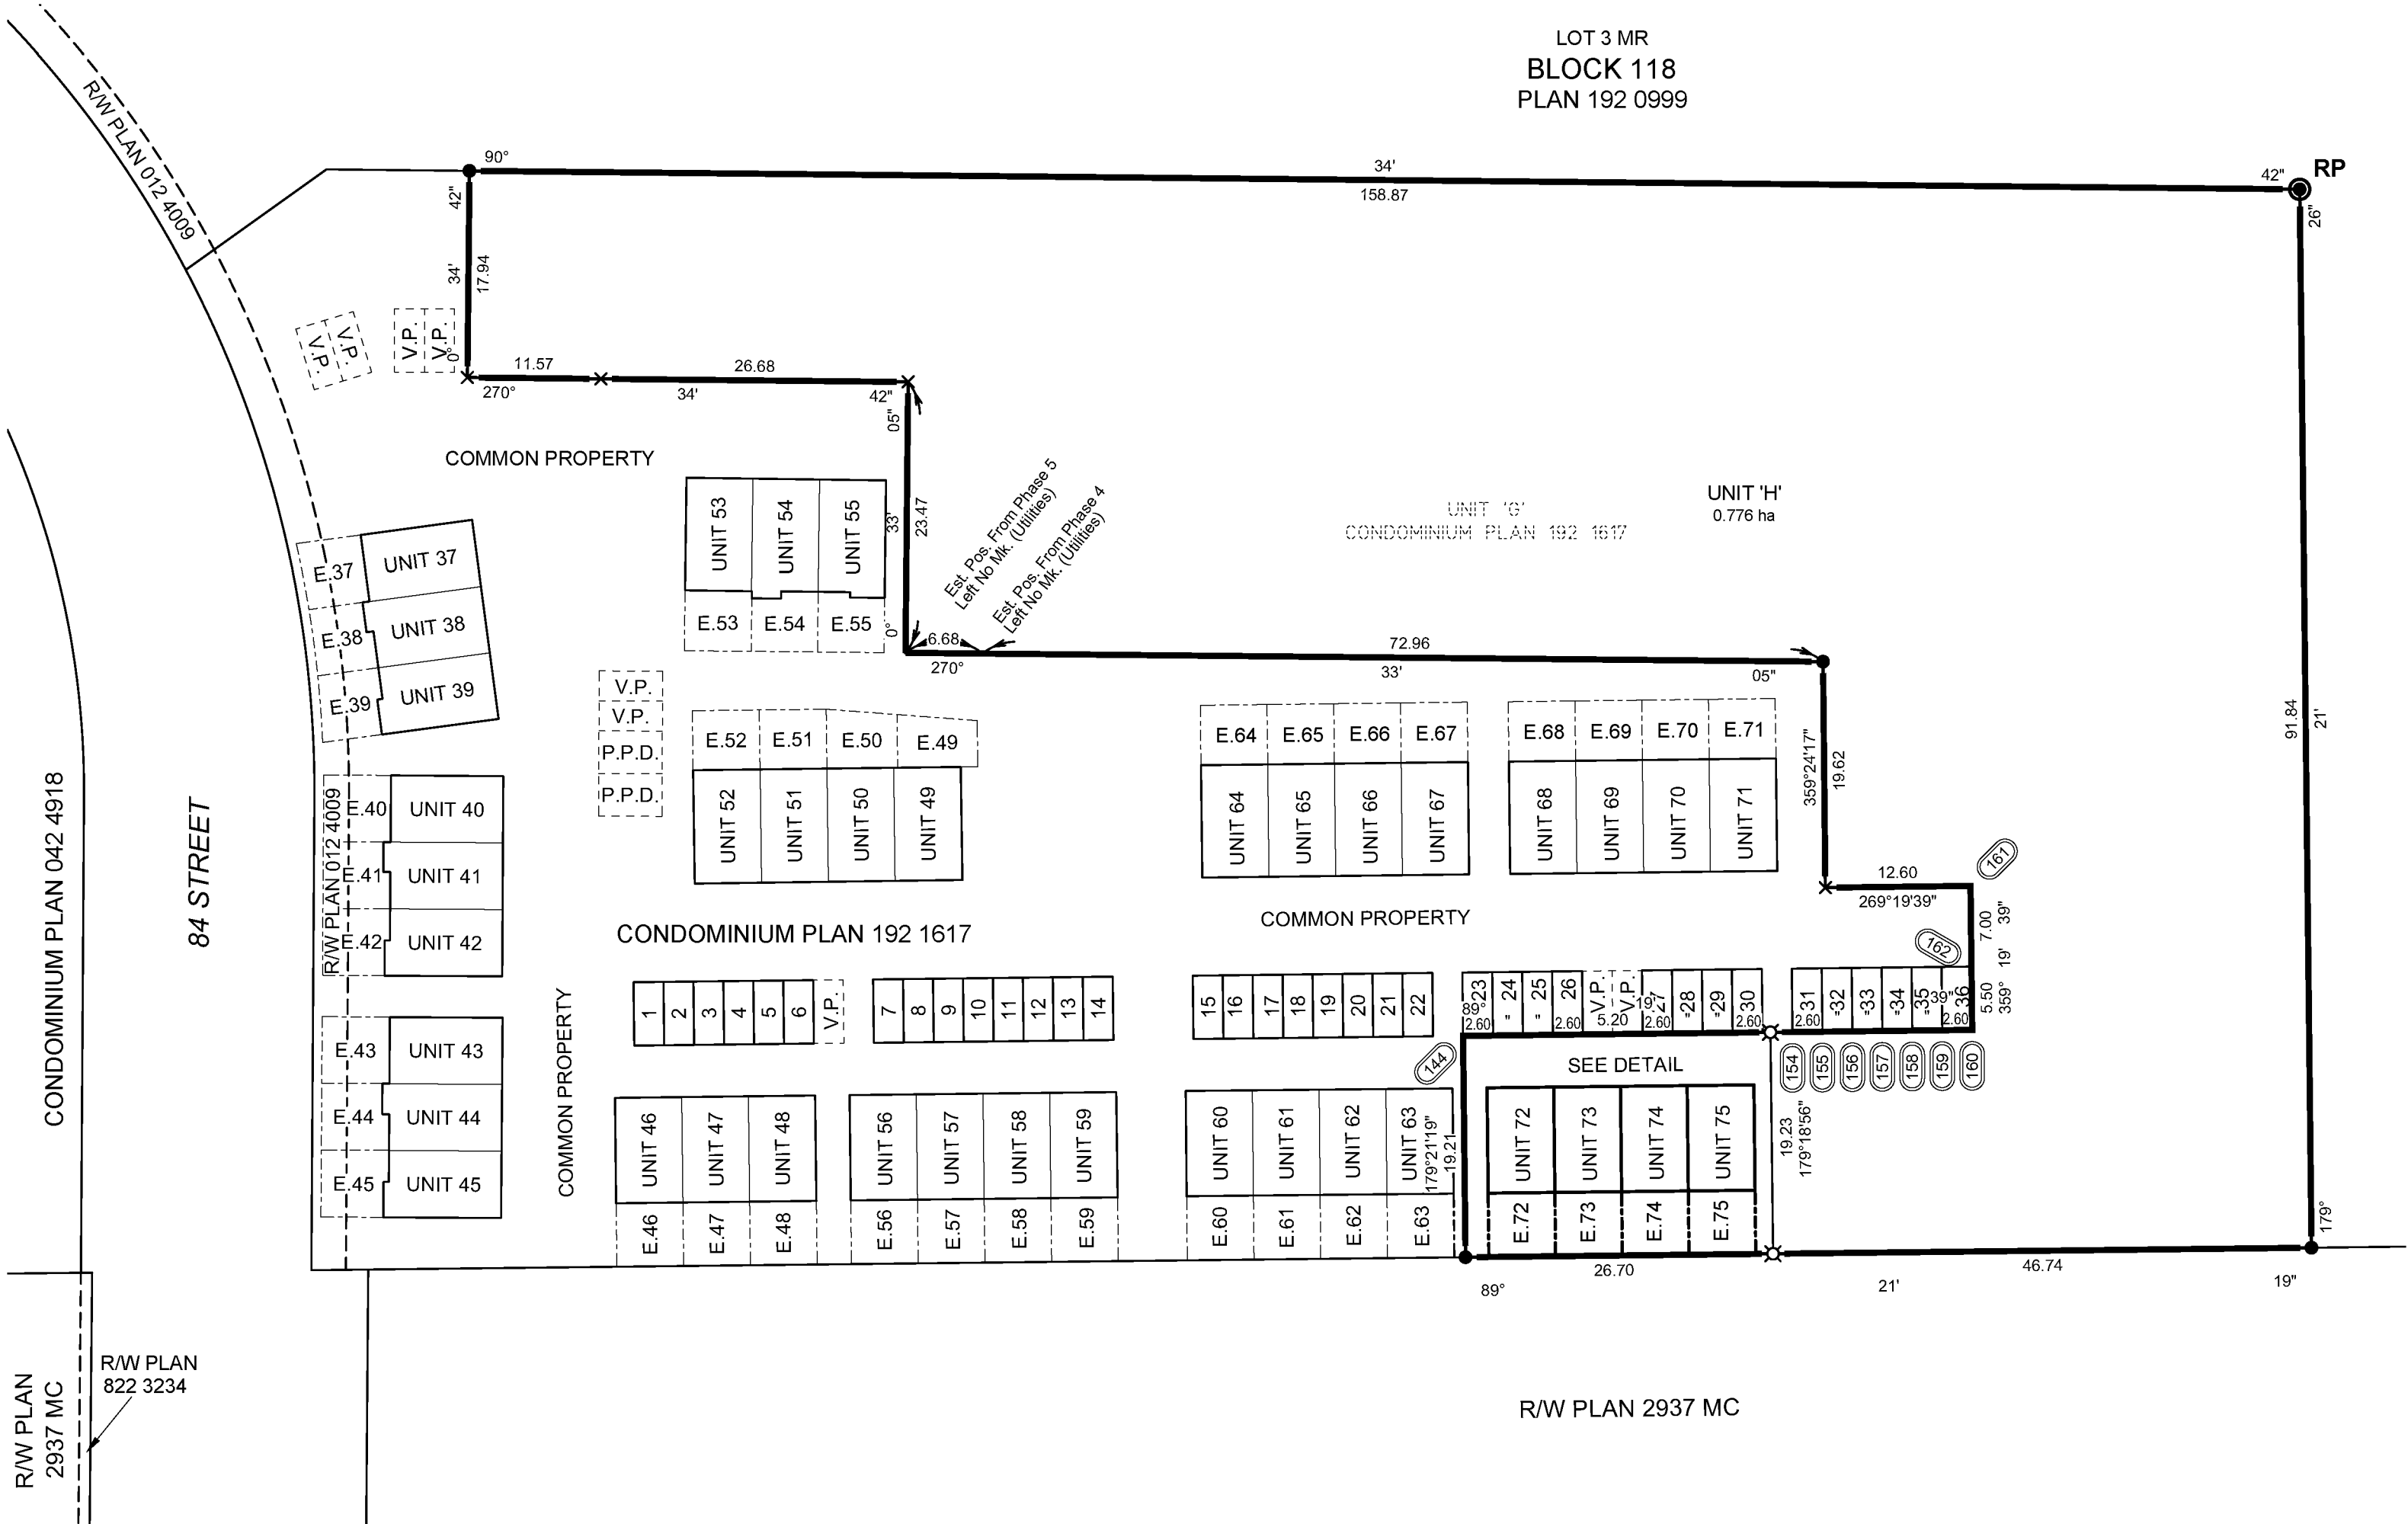 LOT 3 MR
BLOCK 118
PLAN 192 0999
R/W PLAN 012 4009
90°
34'
42"
RP
158.87
42"
34'
17.94
0°
26"
V.P.
V.P.
V.P.
V.P.
11.57
26.68
270°
34'
42"
05"
COMMON PROPERTY
23.47
33'
0°
Est. Pos. From Phase 5
Left No Mk. (Utilities)
Est. Pos. From Phase 4
Left No Mk. (Utilities)
UNIT 'G'
CONDOMINIUM PLAN 192 1617
UNIT 'H'
0.776 ha
UNIT 53
UNIT 54
UNIT 55
E.53
E.54
E.55
E.37
UNIT 37
E.38
UNIT 38
E.39
UNIT 39
6.68
72.96
270°
33'
05"
91.84
21'
V.P.
V.P.
P.P.D.
P.P.D.
E.52
E.51
E.50
E.49
UNIT 52
UNIT 51
UNIT 50
UNIT 49
E.64
E.65
E.66
E.67
UNIT 64
UNIT 65
UNIT 66
UNIT 67
E.68
E.69
E.70
E.71
UNIT 68
UNIT 69
UNIT 70
UNIT 71
359°24'17"
19.62
CONDOMINIUM PLAN 042 4918
84 STREET
R/W PLAN 012 4009
E.40
UNIT 40
E.41
UNIT 41
E.42
UNIT 42
12.60
269°19'39"
161
7.00
39"
162
5.50
359°
19'
COMMON PROPERTY
CONDOMINIUM PLAN 192 1617
COMMON PROPERTY
1
2
3
4
5
6
V.P.
7
8
9
10
11
12
13
14
15
16
17
18
19
20
21
22
23
24
25
26
V.P.
V.P.
27
28
29
30
31
32
33
34
35
36
89°
19'
39"
2.60
"
"
2.60
5.20
2.60
"
"
2.60
2.60
"
"
"
"
2.60
144
154
155
156
157
158
159
160
E.43
UNIT 43
E.44
UNIT 44
E.45
UNIT 45
SEE DETAIL
UNIT 46
UNIT 47
UNIT 48
UNIT 56
UNIT 57
UNIT 58
UNIT 59
UNIT 60
UNIT 61
UNIT 62
UNIT 63
179°21'19"
19.21
UNIT 72
UNIT 73
UNIT 74
UNIT 75
19.23
179°18'56"
E.46
E.47
E.48
E.56
E.57
E.58
E.59
E.60
E.61
E.62
E.63
E.72
E.73
E.74
E.75
179°
26.70
46.74
89°
21'
19"
R/W PLAN
2937 MC
R/W PLAN
822 3234
R/W PLAN 2937 MC